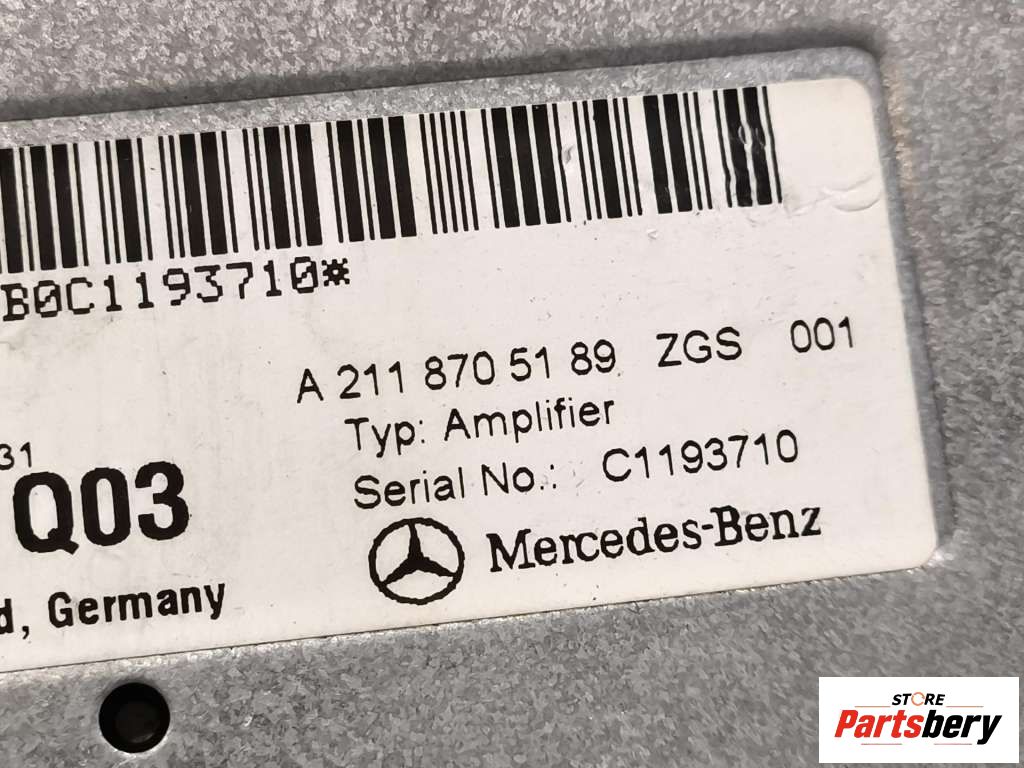 B0C1193710*
A 211 870 51 89 ZGS 001
Typ: Amplifier
31
Serial No.: C1193710
Q03
Mercedes-Benz
d, Germany
STORE
Partsbery